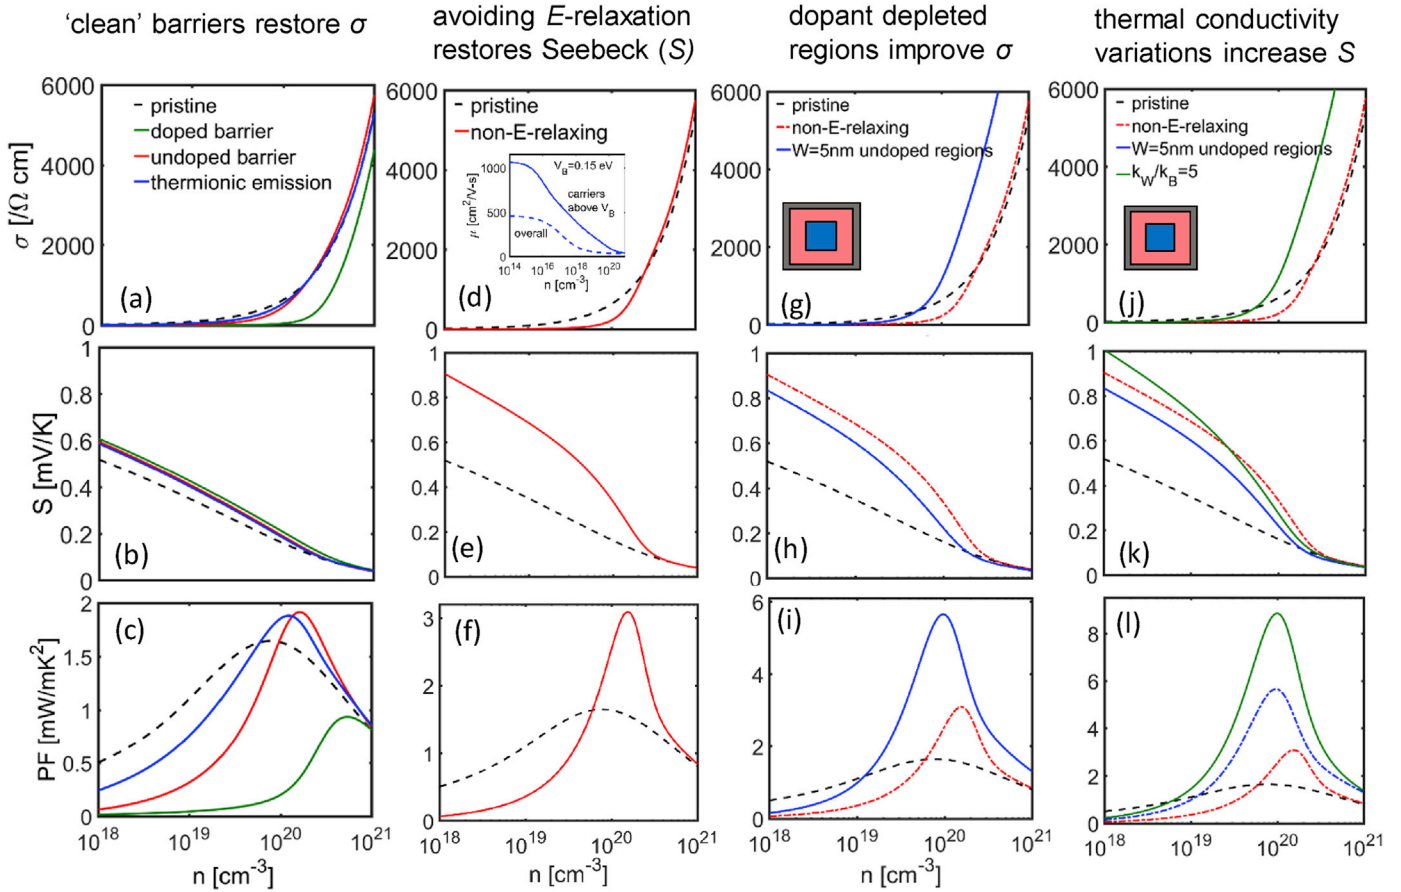 'clean' barriers restore σ
avoiding E-relaxation
restores Seebeck (S)
dopant depleted
regions improve σ
thermal conductivity
variations increase S
σ [/Ω cm]
6000
4000
2000
0
pristine
doped barrier
undoped barrier
thermionic emission
(a)
6000
4000
2000
0
pristine
non-E-relaxing
V_B=0.15 eV
carriers
above V_B
overall
μ [cm²/V-s]
1000
500
0
10^14 10^16 10^18 10^20
n [cm^-3]
(d)
6000
4000
2000
0
pristine
non-E-relaxing
W=5nm undoped regions
(g)
6000
4000
2000
0
pristine
non-E-relaxing
W=5nm undoped regions
k_W/k_B=5
(j)
S [mV/K]
1
0.8
0.6
0.4
0.2
0
(b)
1
0.8
0.6
0.4
0.2
0
(e)
1
0.8
0.6
0.4
0.2
0
(h)
1
0.8
0.6
0.4
0.2
0
(k)
PF [mW/mK²]
2
1.5
1
0.5
0
(c)
10^18 10^19 10^20 10^21
n [cm^-3]
3
2
1
0
(f)
10^18 10^19 10^20 10^21
n [cm^-3]
6
4
2
0
(i)
10^18 10^19 10^20 10^21
n [cm^-3]
8
6
4
2
0
(l)
10^18 10^19 10^20 10^21
n [cm^-3]